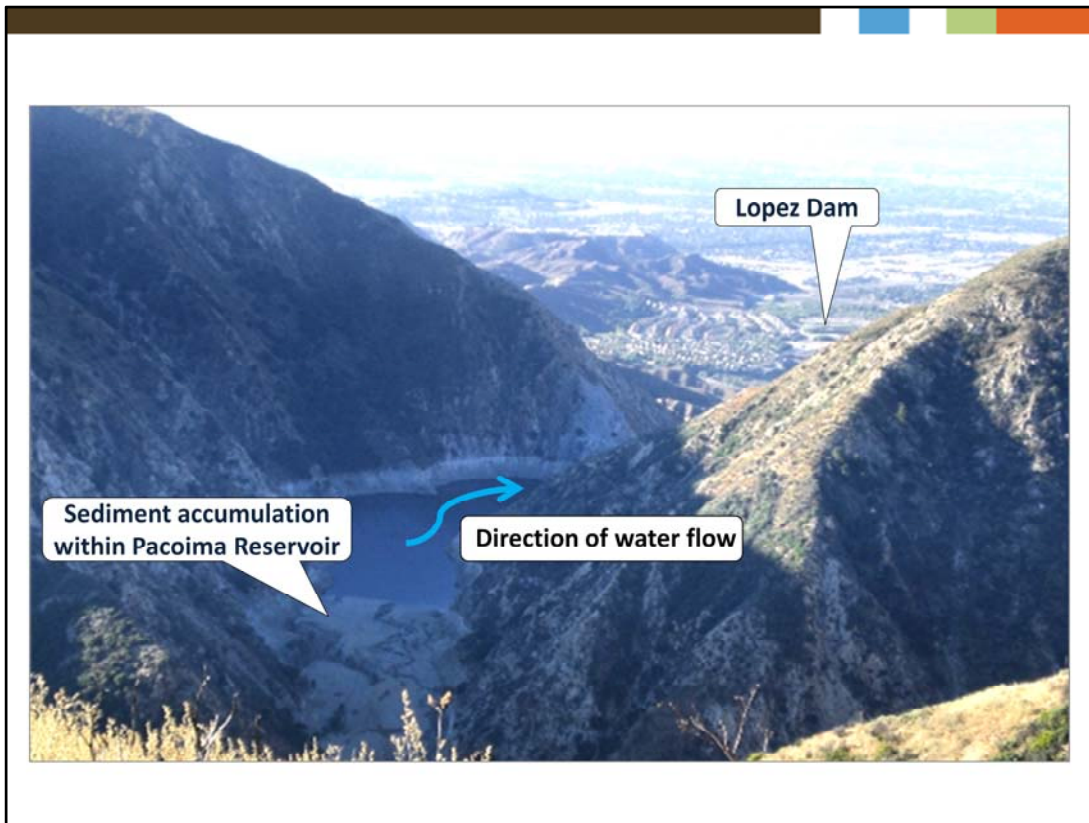 Lopez Dam
Sediment accumulation
within Pacoima Reservoir
Direction of water flow